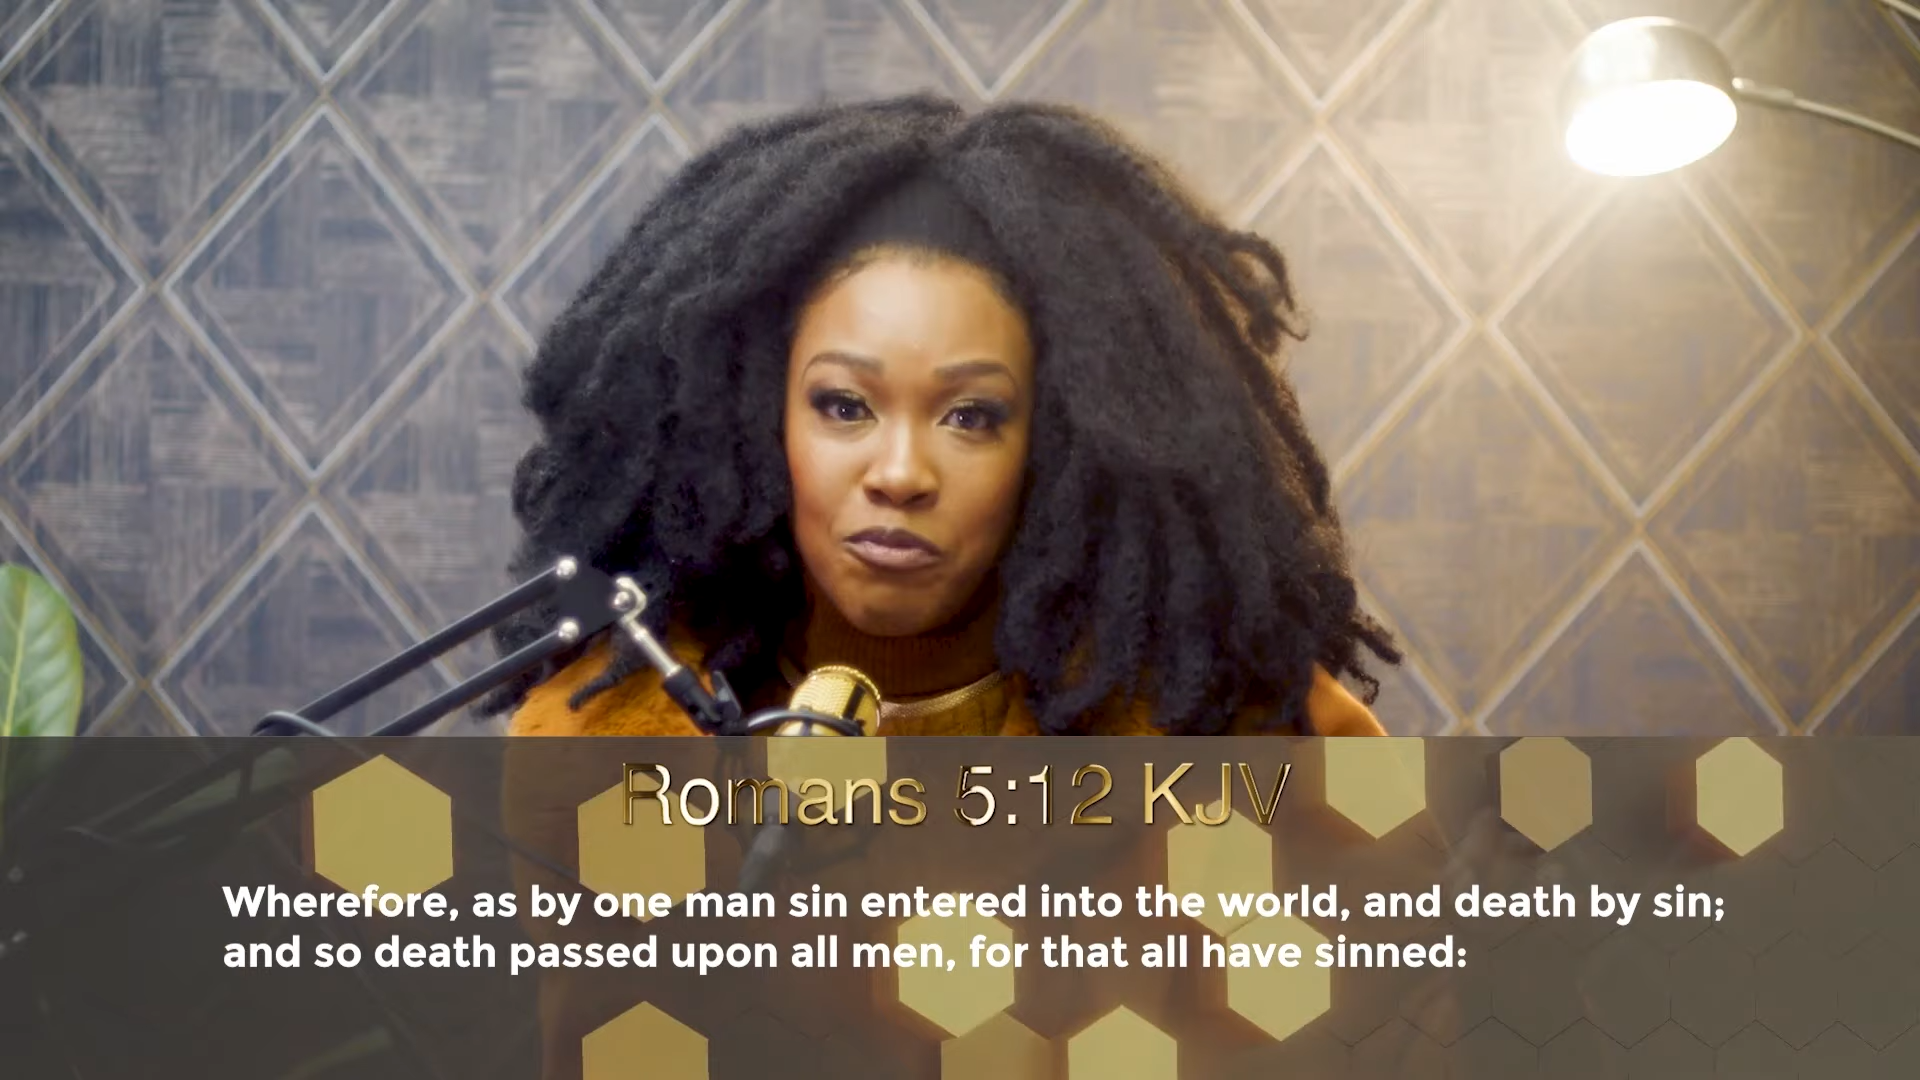 Romans 5:12 KJV
Wherefore, as by one man sin entered into the world, and death by sin;
and so death passed upon all men, for that all have sinned: